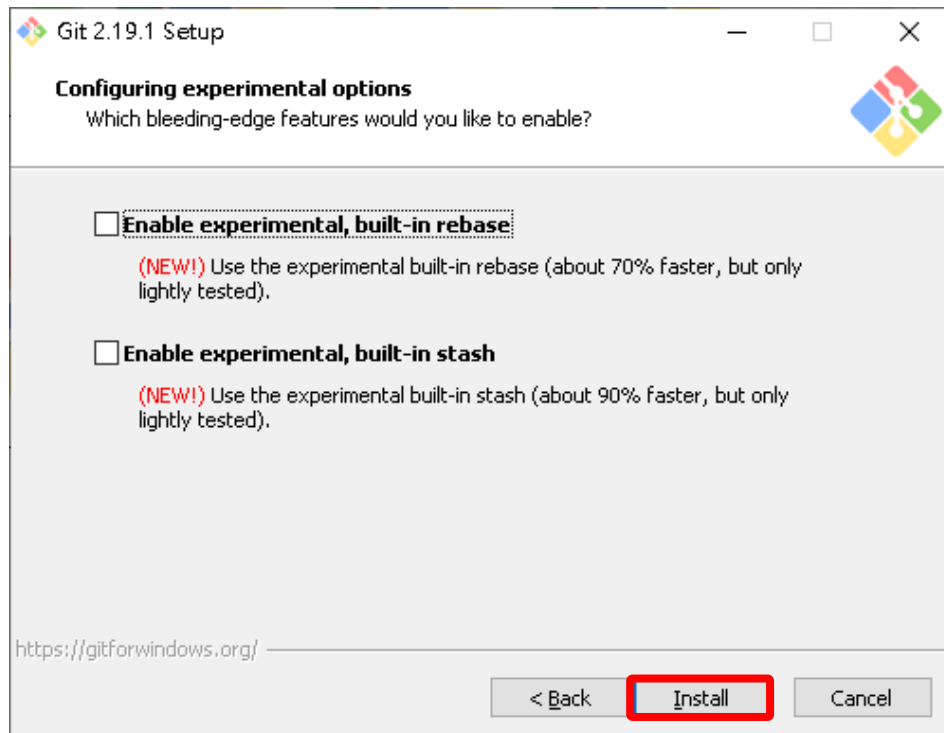 Git 2.19.1 Setup
Configuring experimental options
Which bleeding-edge features would you like to enable?
Enable experimental, built-in rebase
(NEW!) Use the experimental built-in rebase (about 70% faster, but only
lightly tested).
Enable experimental, built-in stash
(NEW!) Use the experimental built-in stash (about 90% faster, but only
lightly tested).
https://gitforwindows.org/
< Back Install Cancel